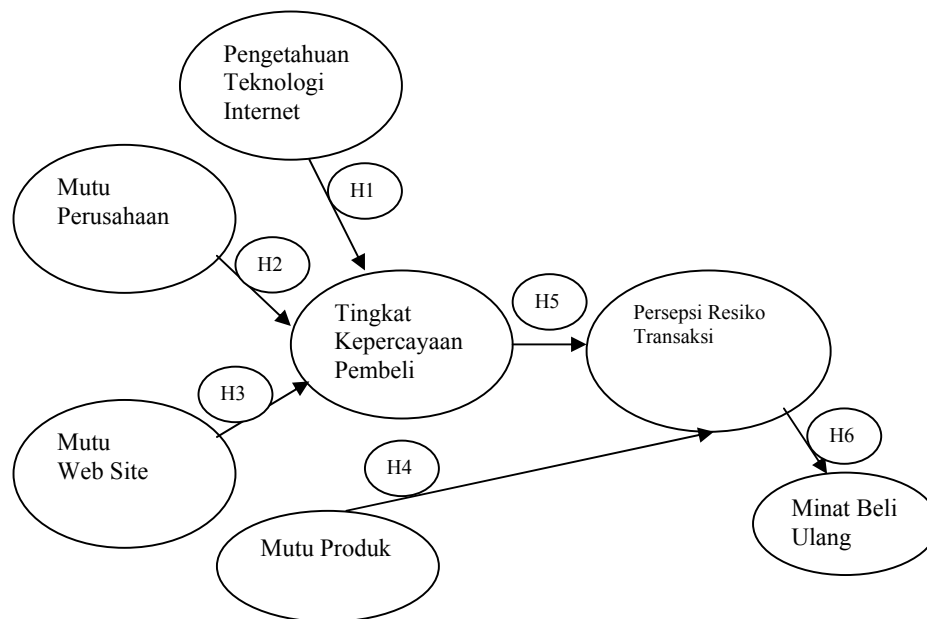 Pengetahuan
Teknologi
Internet
H1
Mutu
Perusahaan
H2
Tingkat
Kepercayaan
Pembeli
H5
Persepsi Resiko
Transaksi
H3
Mutu
Web Site
H4
H6
Mutu Produk
Minat Beli
Ulang